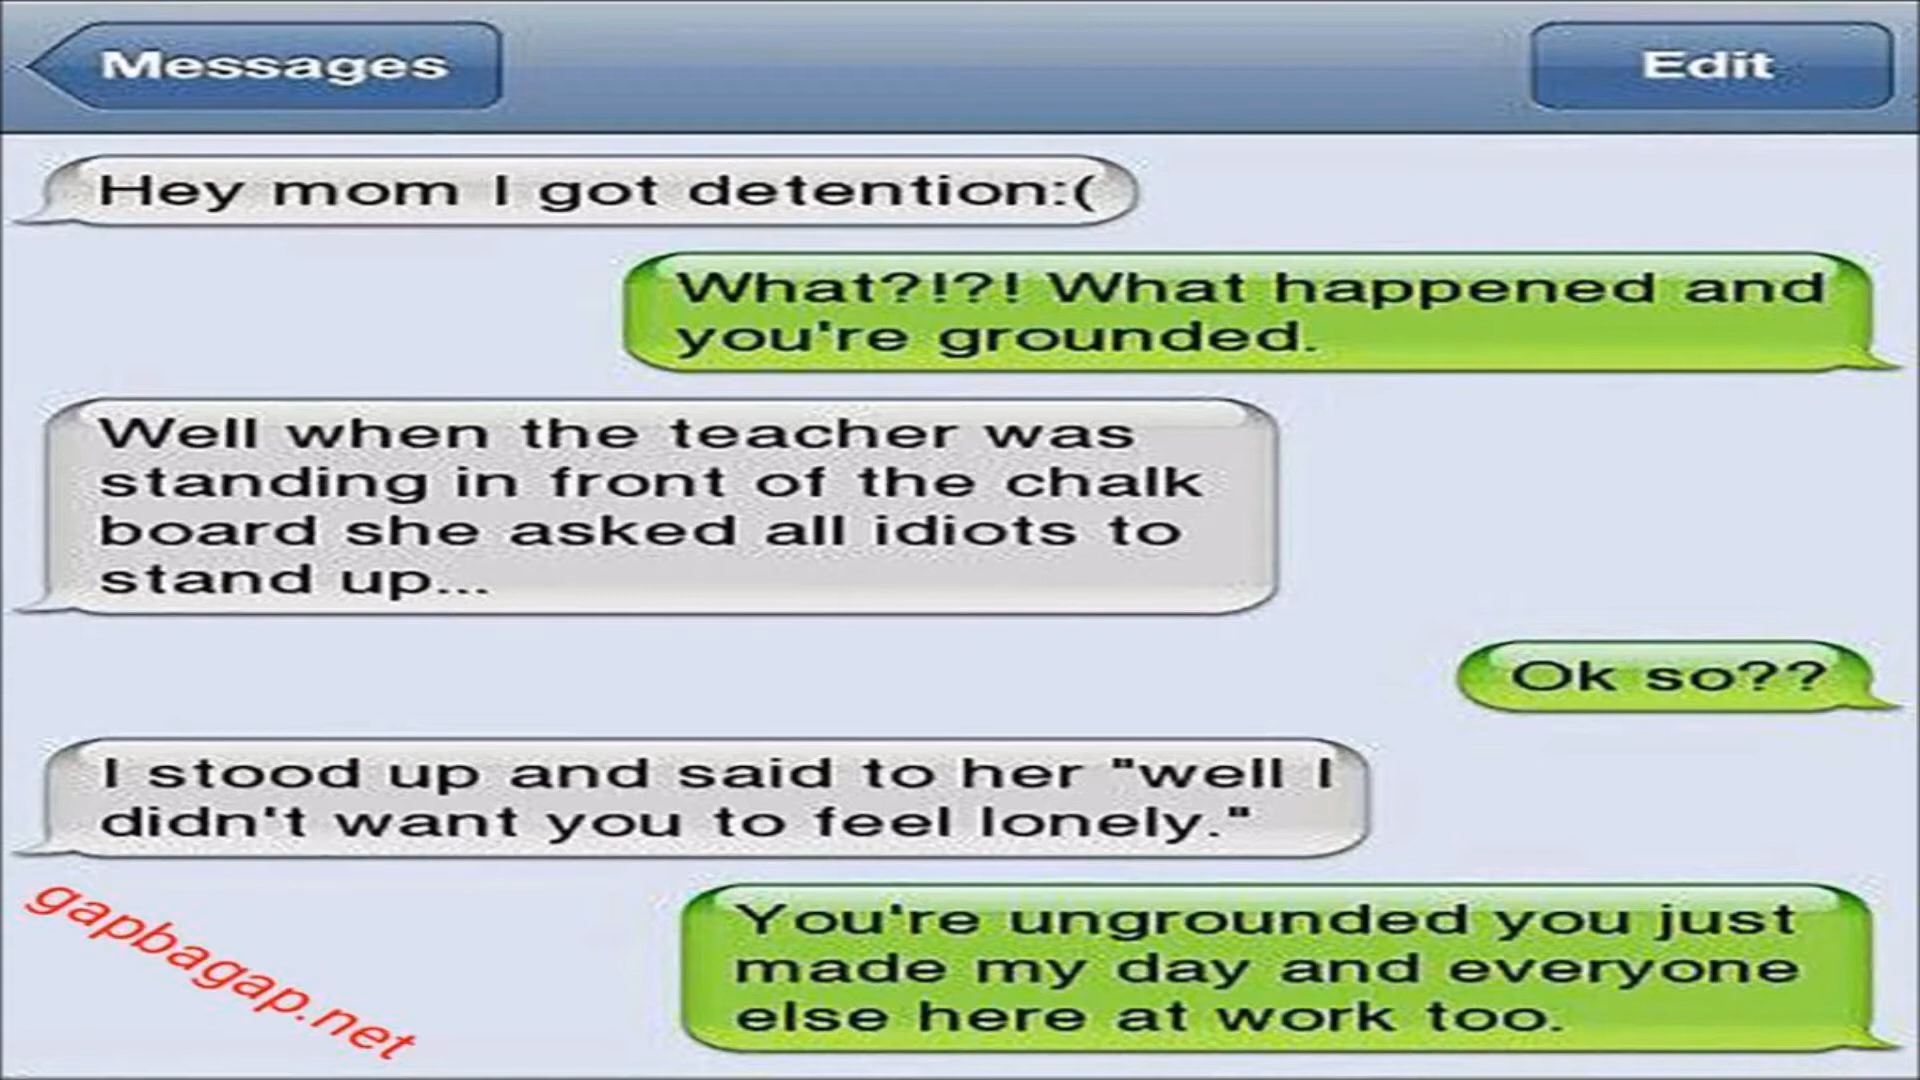 Messages
Edit
Hey mom I got detention:(
What?!?! What happened and
you're grounded.
Well when the teacher was
standing in front of the chalk
board she asked all idiots to
stand up...
Ok so??
I stood up and said to her "well I
didn't want you to feel lonely."
You're ungrounded you just
made my day and everyone
else here at work too.
gapbagap.net